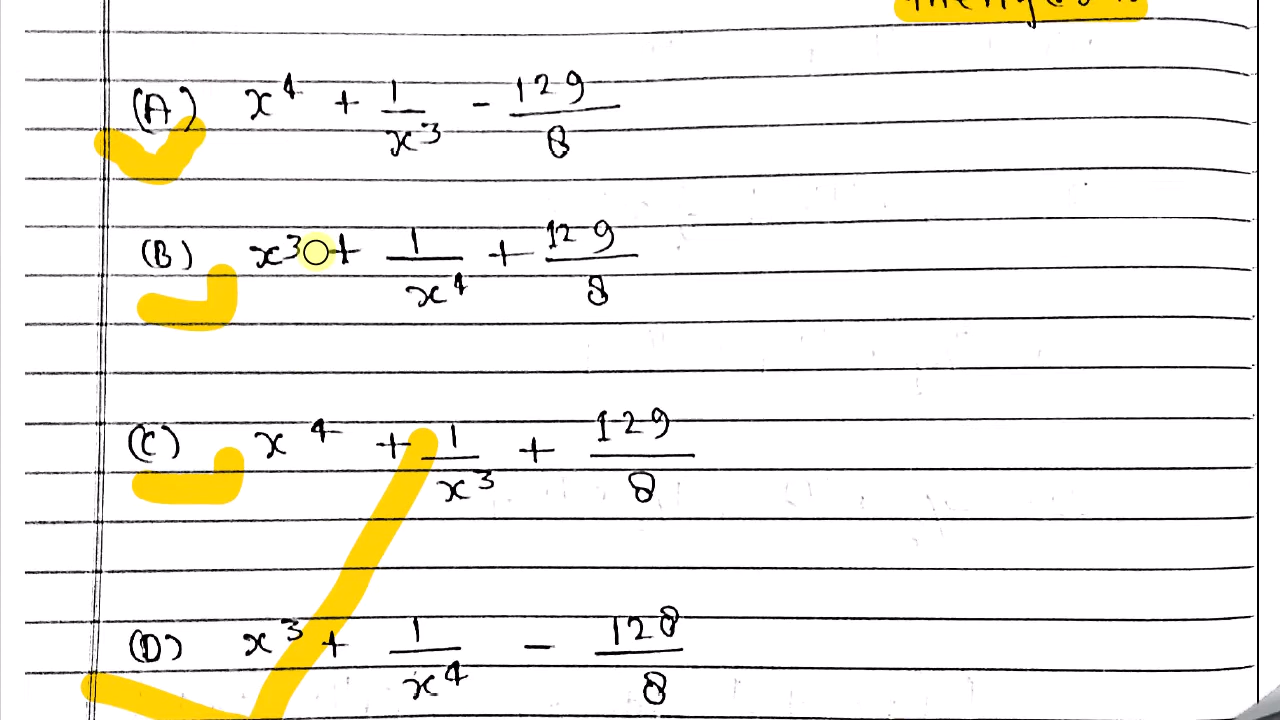 (A) x⁴ + 1/x³ - 129/8
(B) x³ + 1/x⁴ + 129/8
(C) x⁴ + 1/x³ + 129/8
(D) x³ + 1/x⁴ - 128/8